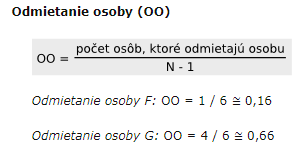 Odmietanie osoby (OO)
počet osôb, ktoré odmietajú osobu
OO =
N - 1
Odmietanie osoby F: OO = 1 / 6 ≅ 0,16
Odmietanie osoby G: OO = 4 / 6 ≅ 0,66